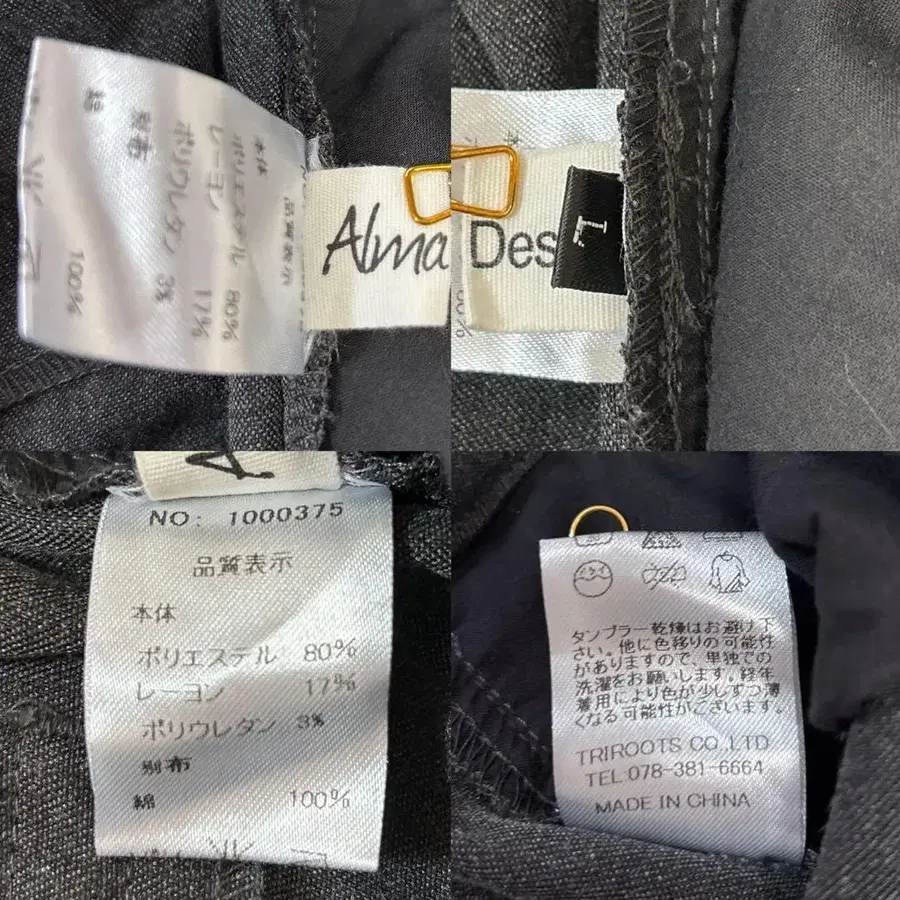 Alma Des
L
NO: 1000375
品質表示
本体
ポリエステル 80%
レーヨン 17%
ポリウレタン 3%
別布
綿 100%
タンブラー乾燥はお避け下
さい。他に色移りの可能性
がありますので、単独での
洗濯をお願いします。経年
着用により色が少しずつ薄
くなる可能性がございます。
TRIROOTS CO.,LTD
TEL.078-381-6664
MADE IN CHINA